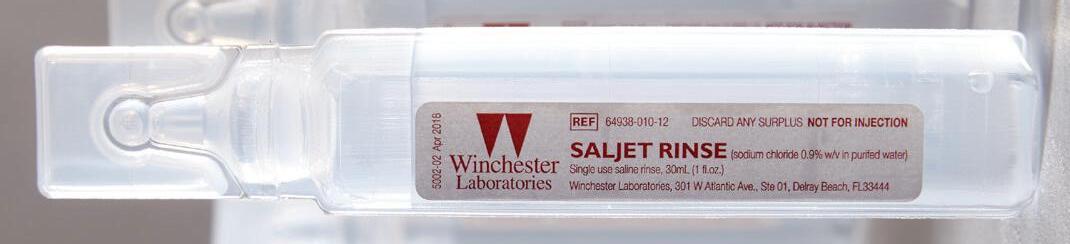 5002-02 Apr 2018
Winchester
Laboratories
REF 64938-010-12 DISCARD ANY SURPLUS NOT FOR INJECTION
SALJET RINSE (sodium chloride 0.9% w/v in purifed water)
Single use saline rinse, 30mL (1 fl.oz.)
Winchester Laboratories, 301 W Atlantic Ave., Ste 01, Delray Beach, FL33444